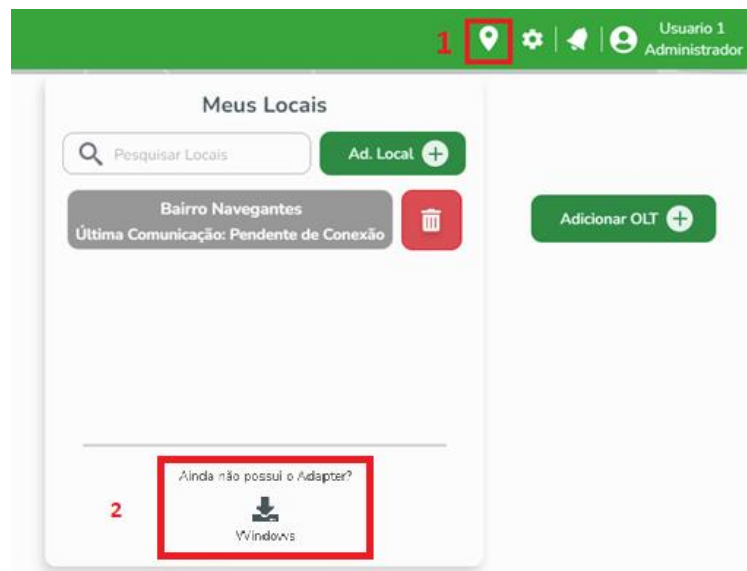 1
Usuario 1
Administrador
Meus Locais
Pesquisar Locais
Ad. Local
Bairro Navegantes
Última Comunicação: Pendente de Conexão
Adicionar OLT
Ainda não possui o Adapter?
2
Windows